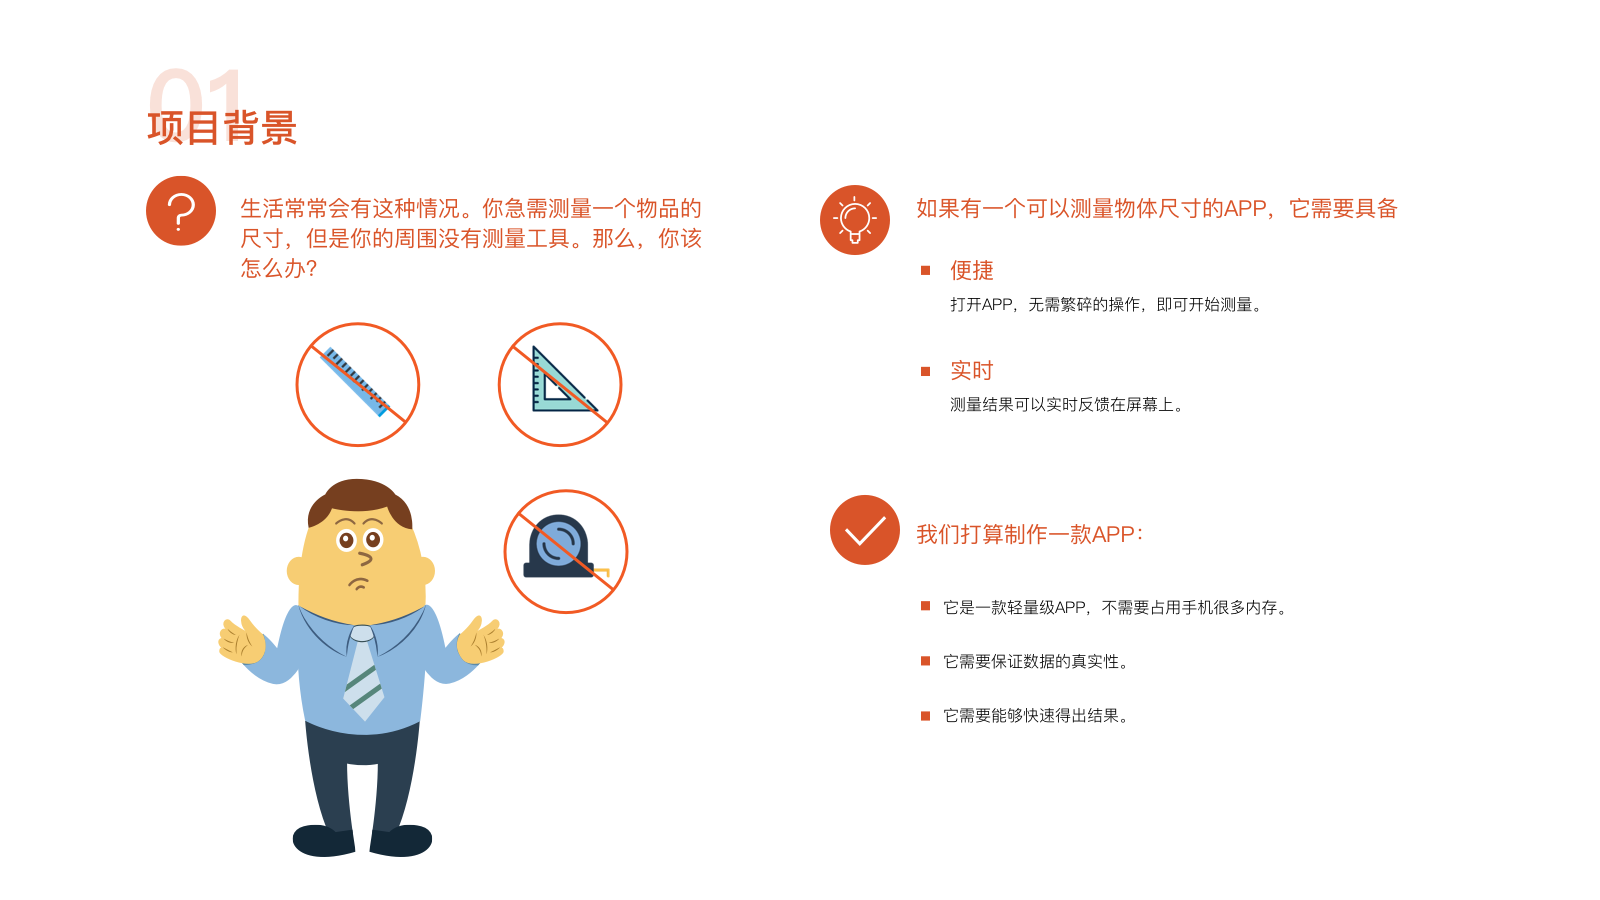 01
项目背景
生活常常会有这种情况。你急需测量一个物品的
尺寸，但是你的周围没有测量工具。那么，你该
怎么办？
如果有一个可以测量物体尺寸的APP，它需要具备
便捷
打开APP，无需繁碎的操作，即可开始测量。
实时
测量结果可以实时反馈在屏幕上。
我们打算制作一款APP：
它是一款轻量级APP，不需要占用手机很多内存。
它需要保证数据的真实性。
它需要能够快速得出结果。